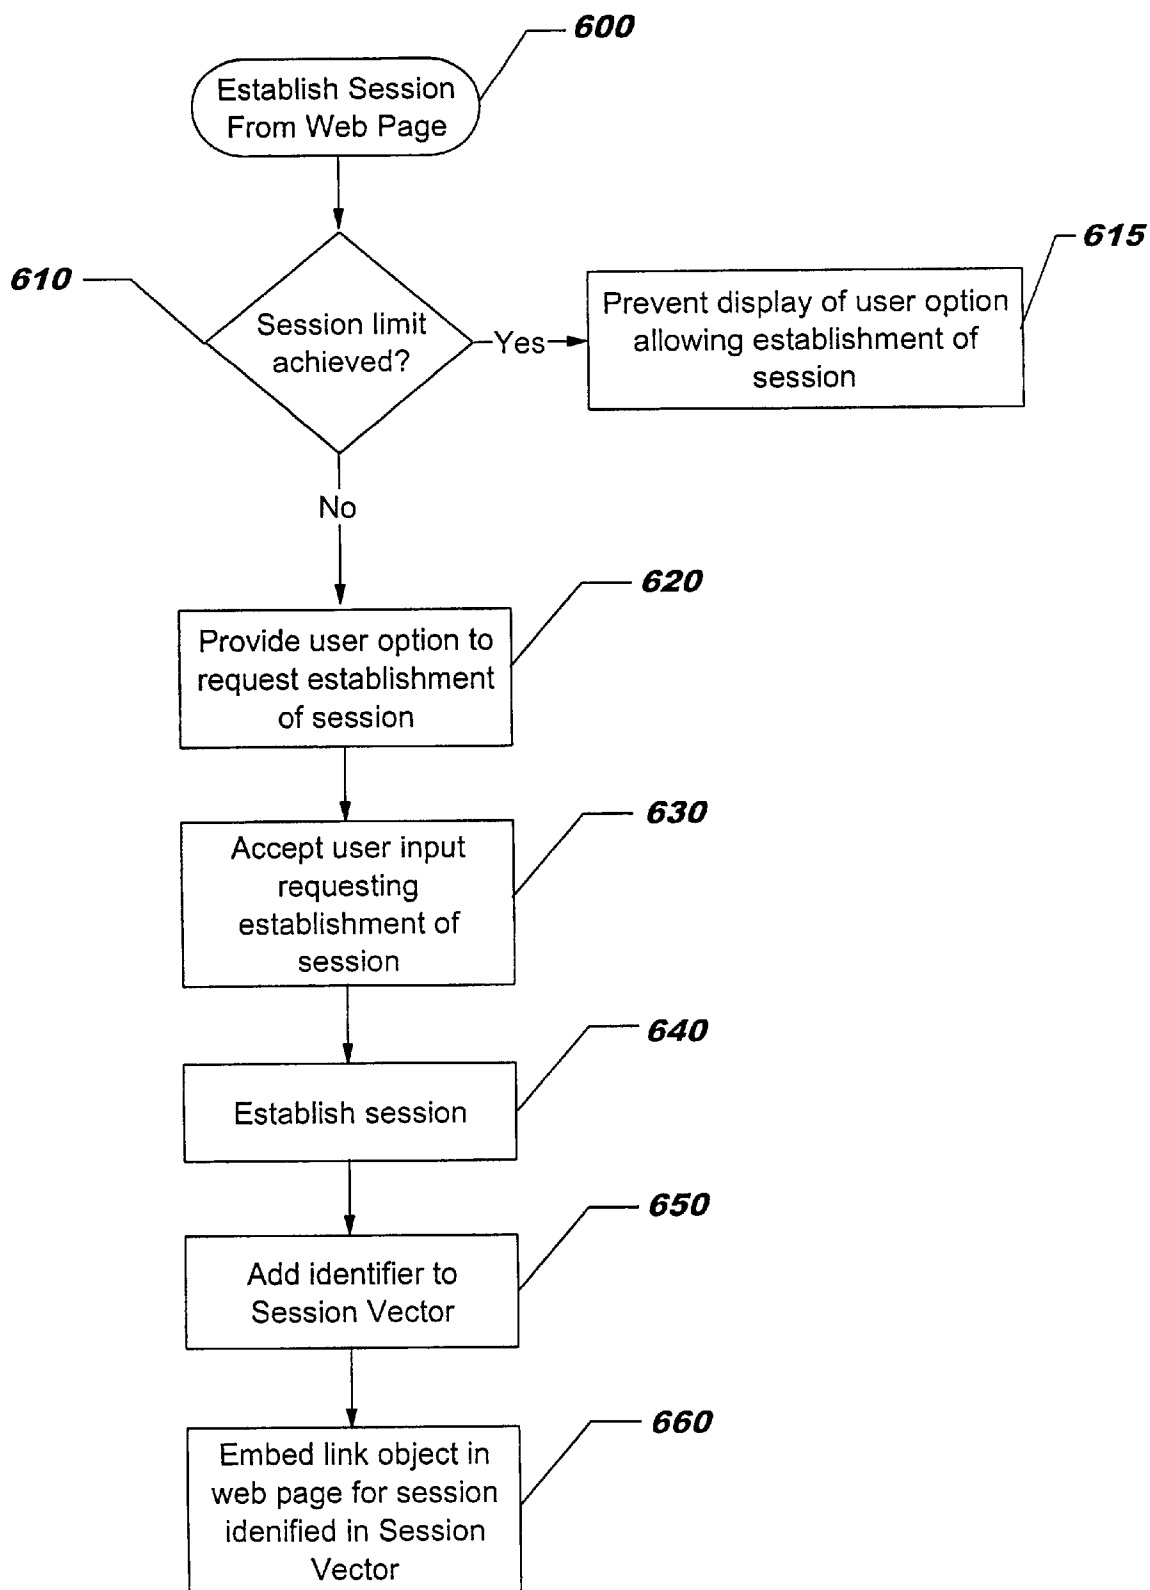 600
Establish Session
From Web Page
615
610
Session limit
achieved?
Yes
Prevent display of user option
allowing establishment of
session
No
620
Provide user option to
request establishment
of session
630
Accept user input
requesting
establishment of
session
640
Establish session
650
Add identifier to
Session Vector
660
Embed link object in
web page for session
idenified in Session
Vector